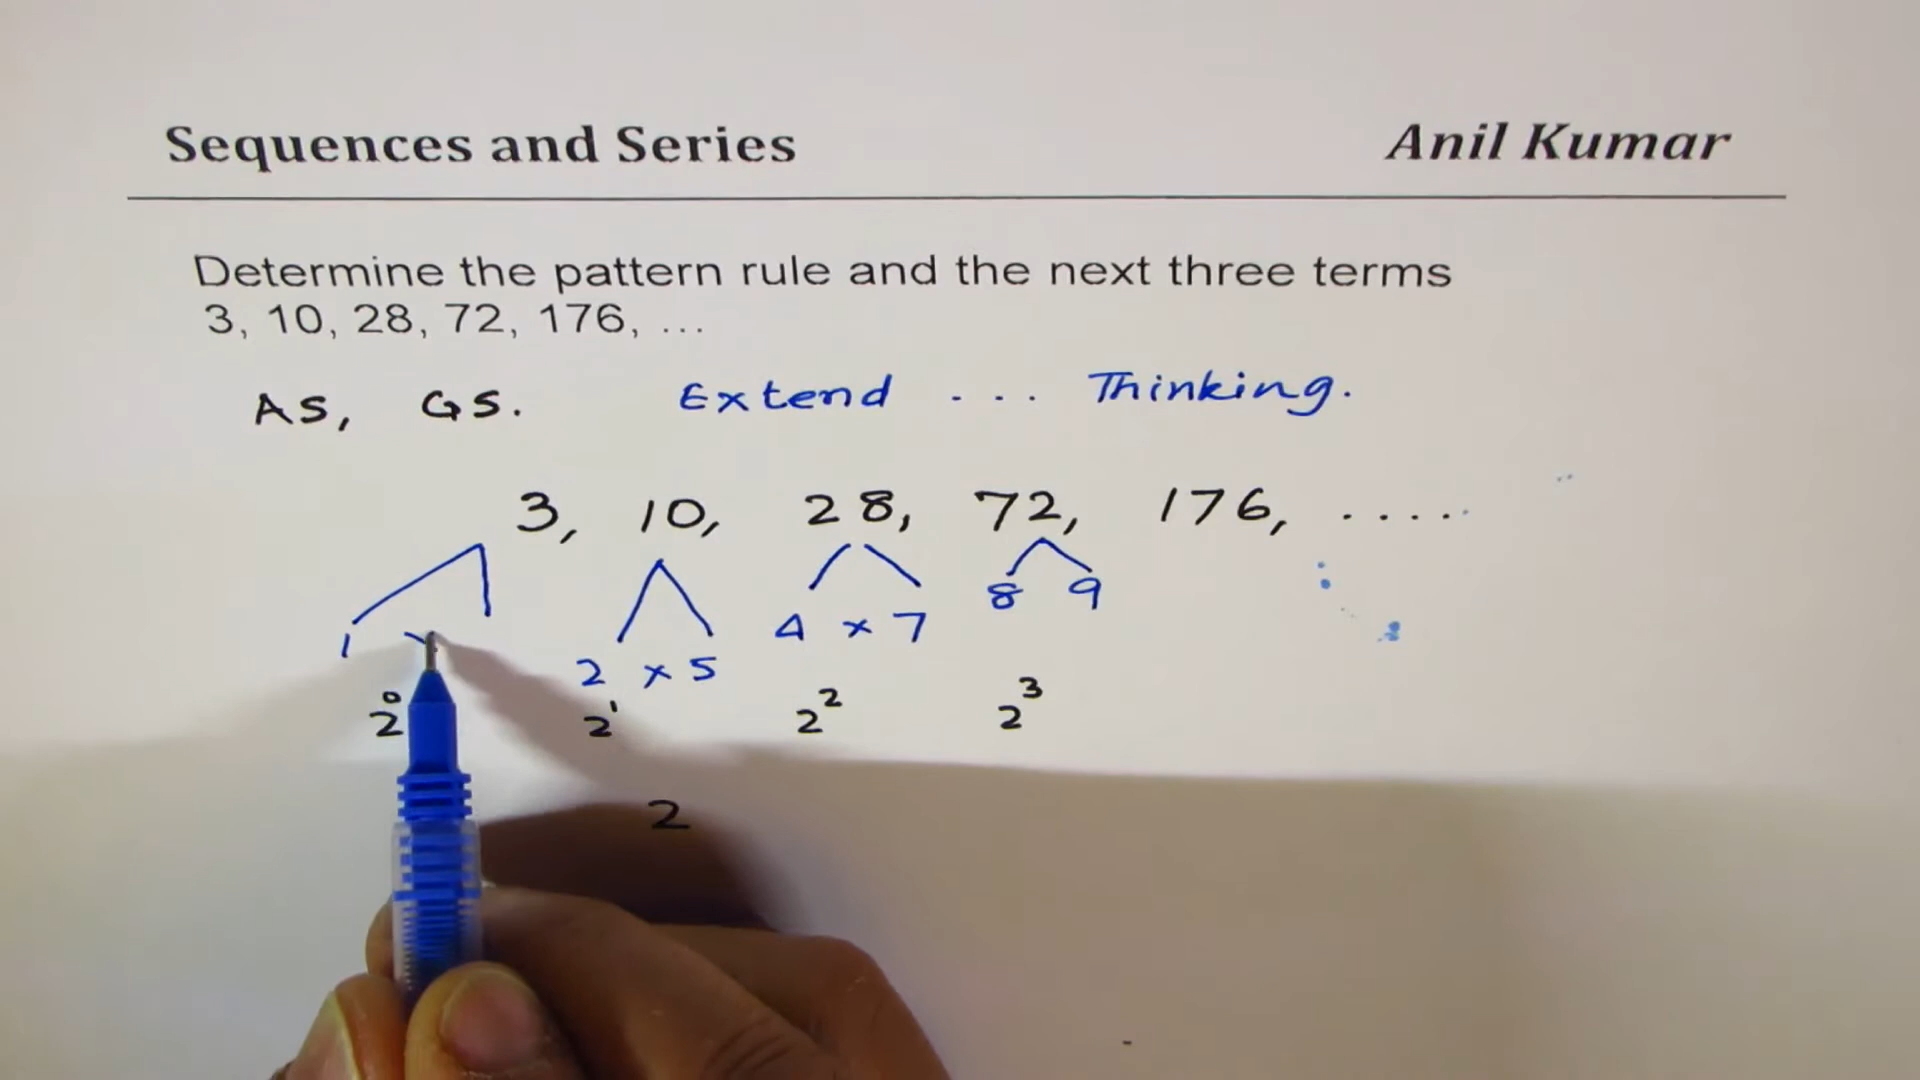 Sequences and Series Anil Kumar
Determine the pattern rule and the next three terms
3, 10, 28, 72, 176, ...
AS, GS. Extend ... Thinking.
3, 10, 28, 72, 176, .....
8 9
1 2 x 5 4 x 7
2⁰ 2¹ 2² 2³
2